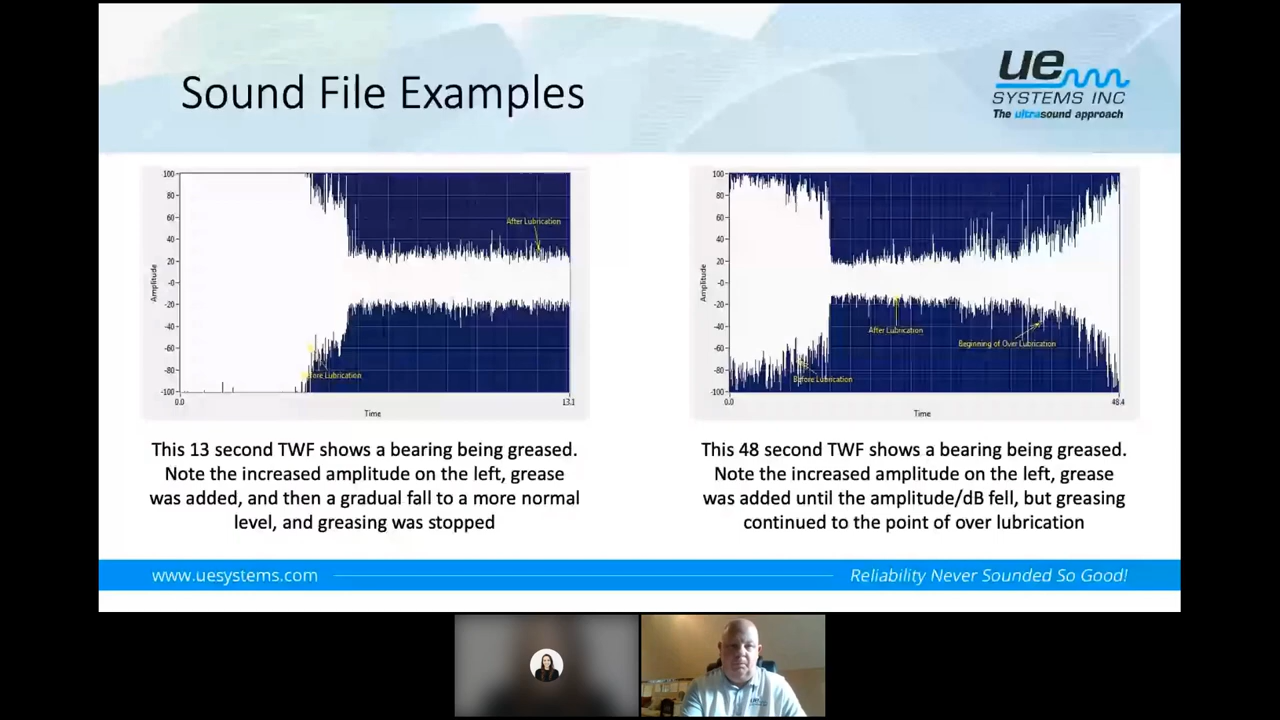 Sound File Examples
ue
SYSTEMS INC
The ultrasound approach
100
80
60
40
20
-0
-20
-40
-60
-80
-100
Amplitude
After Lubrication
fore Lubrication
0.0
13.1
Time
100
80
60
40
20
-0
-20
-40
-60
-80
-100
Amplitude
After Lubrication
Beginning of Over Lubrication
Before Lubrication
0.0
48.4
Time
This 13 second TWF shows a bearing being greased.
Note the increased amplitude on the left, grease
was added, and then a gradual fall to a more normal
level, and greasing was stopped
This 48 second TWF shows a bearing being greased.
Note the increased amplitude on the left, grease
was added until the amplitude/dB fell, but greasing
continued to the point of over lubrication
www.uesystems.com
Reliability Never Sounded So Good!